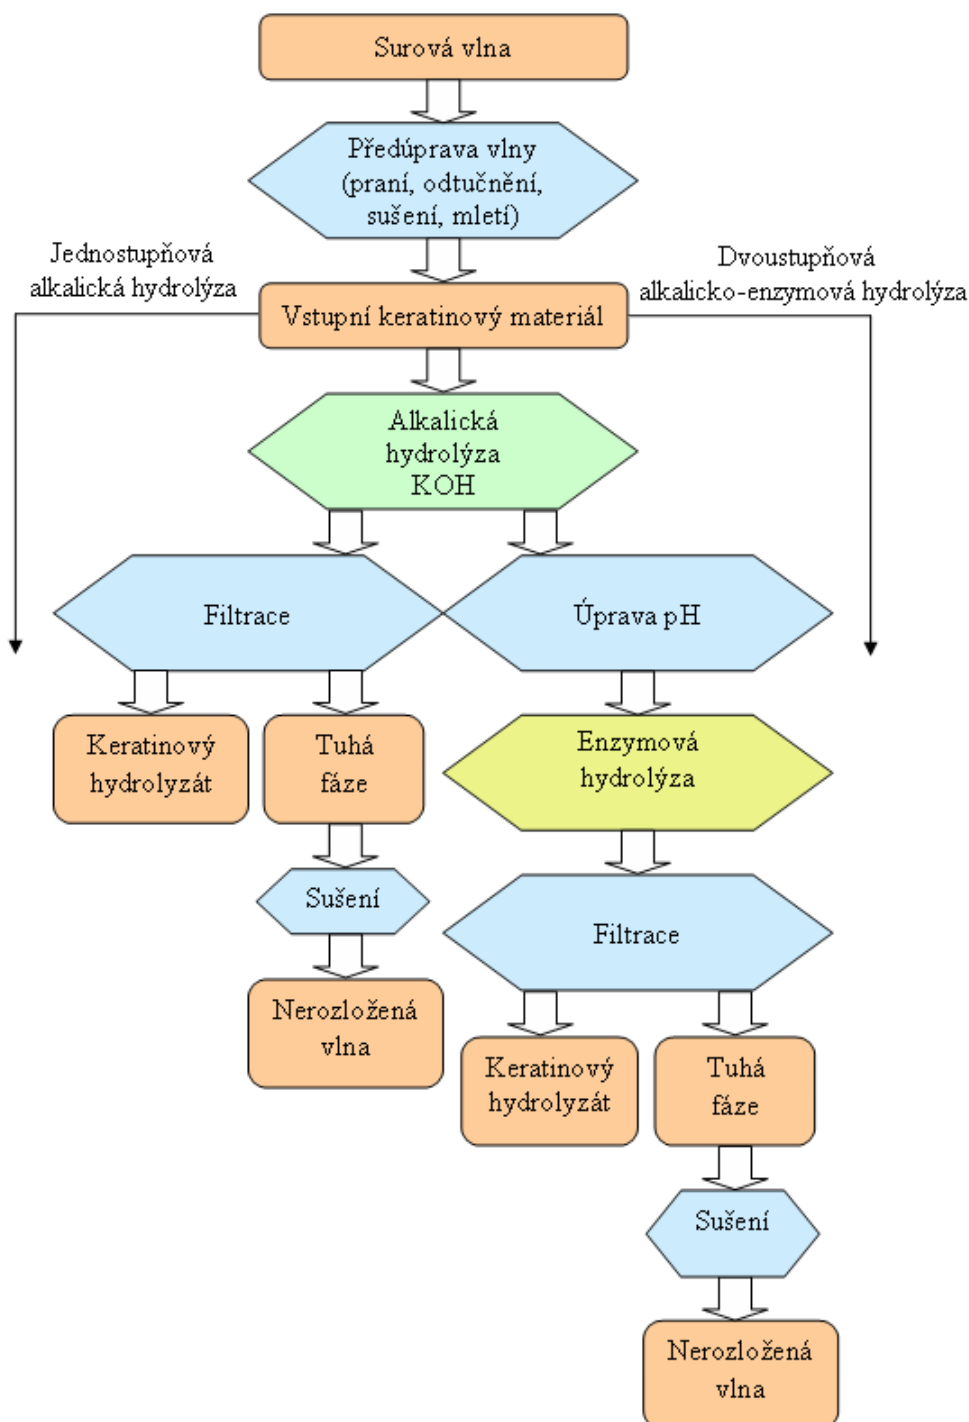 Surová vlna
Předúprava vlny
(praní, odtučnění,
sušení, mletí)
Jednostupňová
alkalická hydrolýza
Dvoustupňová
alkalicko-enzymová hydrolýza
Vstupní keratinový materiál
Alkalická
hydrolýza
KOH
Filtrace
Úprava pH
Keratinový
hydrolyzát
Tuhá
fáze
Enzymová
hydrolýza
Sušení
Filtrace
Nerozložená
vlna
Keratinový
hydrolyzát
Tuhá
fáze
Sušení
Nerozložená
vlna